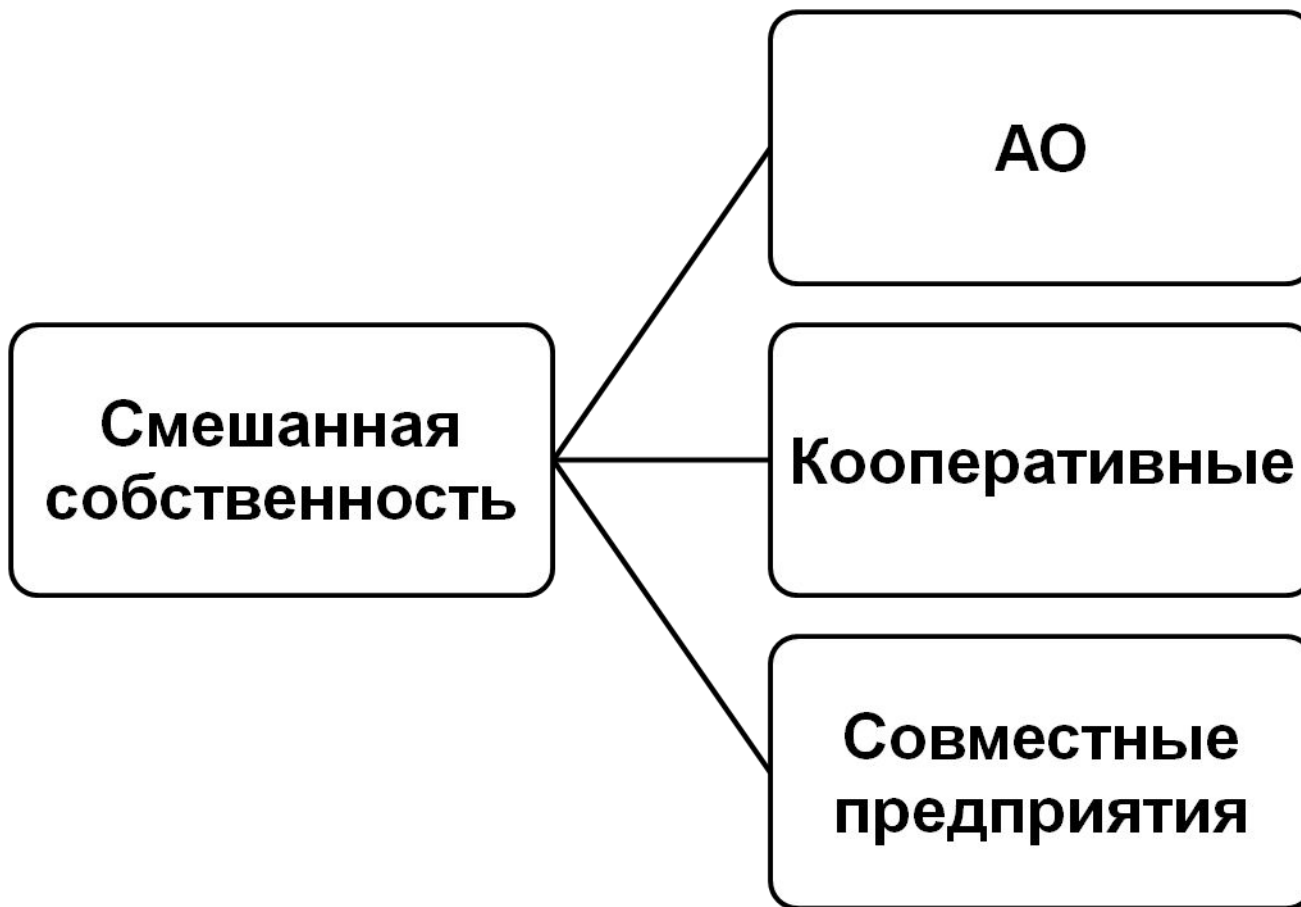 АО
Смешанная
собственность
Кооперативные
Совместные
предприятия